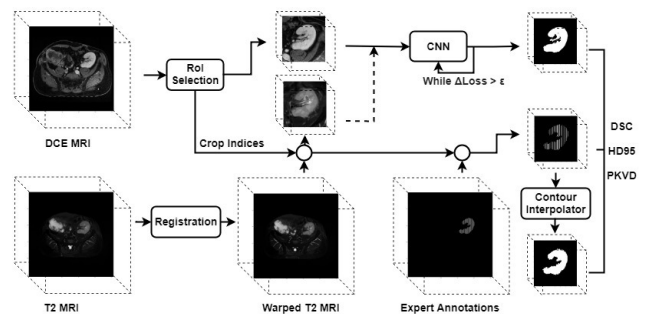 RoI
Selection
CNN
While ΔLoss > ε
DCE MRI
Crop Indices
DSC
HD95
PKVD
Registration
Contour
Interpolator
T2 MRI
Warped T2 MRI
Expert Annotations